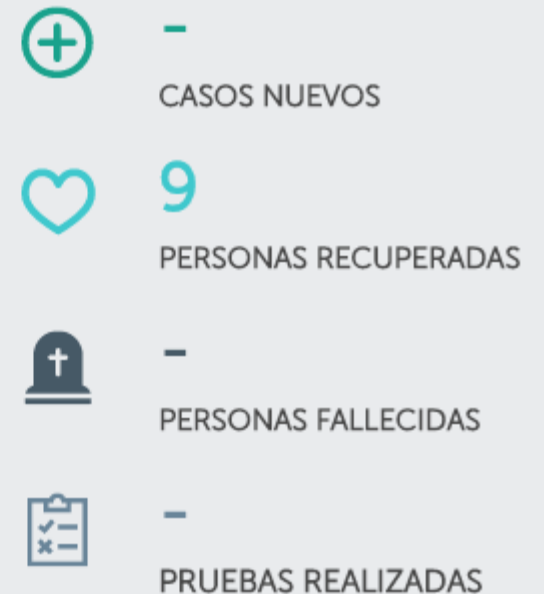 -
CASOS NUEVOS
9
PERSONAS RECUPERADAS
-
PERSONAS FALLECIDAS
-
PRUEBAS REALIZADAS